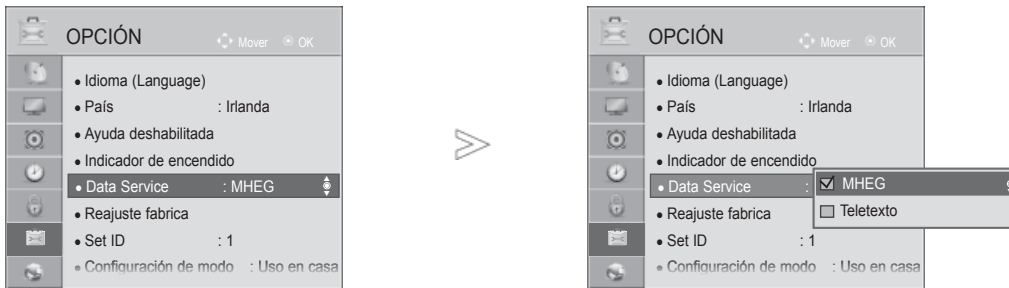 OPCIÓN Mover OK
• Idioma (Language)
• País : Irlanda
• Ayuda deshabilitada
• Indicador de encendido
• Data Service : MHEG
• Reajuste fabrica
• Set ID : 1
• Configuración de modo : Uso en casa
OPCIÓN Mover OK
• Idioma (Language)
• País : Irlanda
• Ayuda deshabilitada
• Indicador de encendido
• Data Service :
MHEG
Teletexto
• Reajuste fabrica
• Set ID : 1
• Configuración de modo : Uso en casa